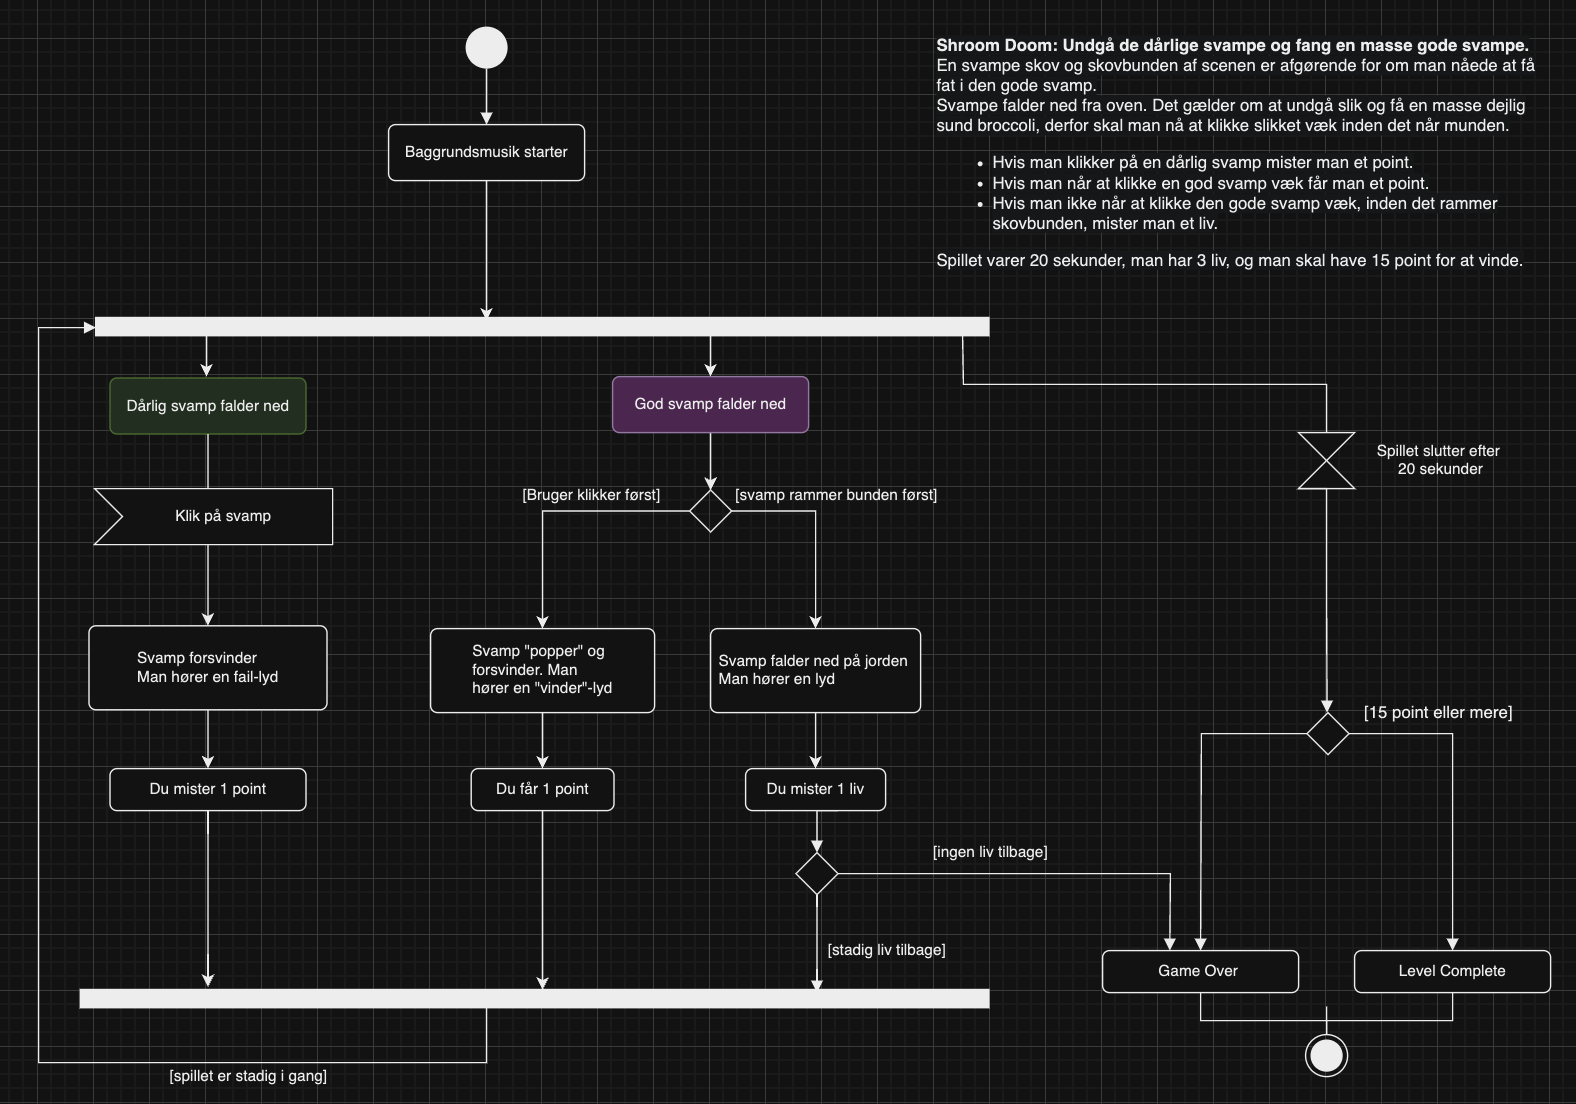 Shroom Doom: Undgå de dårlige svampe og fang en masse gode svampe.
En svampe skov og skovbunden af scenen er afgørende for om man nåede at få
fat i den gode svamp.
Svampe falder ned fra oven. Det gælder om at undgå slik og få en masse dejlig
sund broccoli, derfor skal man nå at klikke slikket væk inden det når munden.
• Hvis man klikker på en dårlig svamp mister man et point.
• Hvis man når at klikke en god svamp væk får man et point.
• Hvis man ikke når at klikke den gode svamp væk, inden det rammer
skovbunden, mister man et liv.
Spillet varer 20 sekunder, man har 3 liv, og man skal have 15 point for at vinde.
Baggrundsmusik starter
Dårlig svamp falder ned
God svamp falder ned
Spillet slutter efter
20 sekunder
[Bruger klikker først]
[svamp rammer bunden først]
Klik på svamp
Svamp forsvinder
Man hører en fail-lyd
Svamp "popper" og
forsvinder. Man
hører en "vinder"-lyd
Svamp falder ned på jorden
Man hører en lyd
[15 point eller mere]
Du mister 1 point
Du får 1 point
Du mister 1 liv
[ingen liv tilbage]
[stadig liv tilbage]
Game Over
Level Complete
[spillet er stadig i gang]